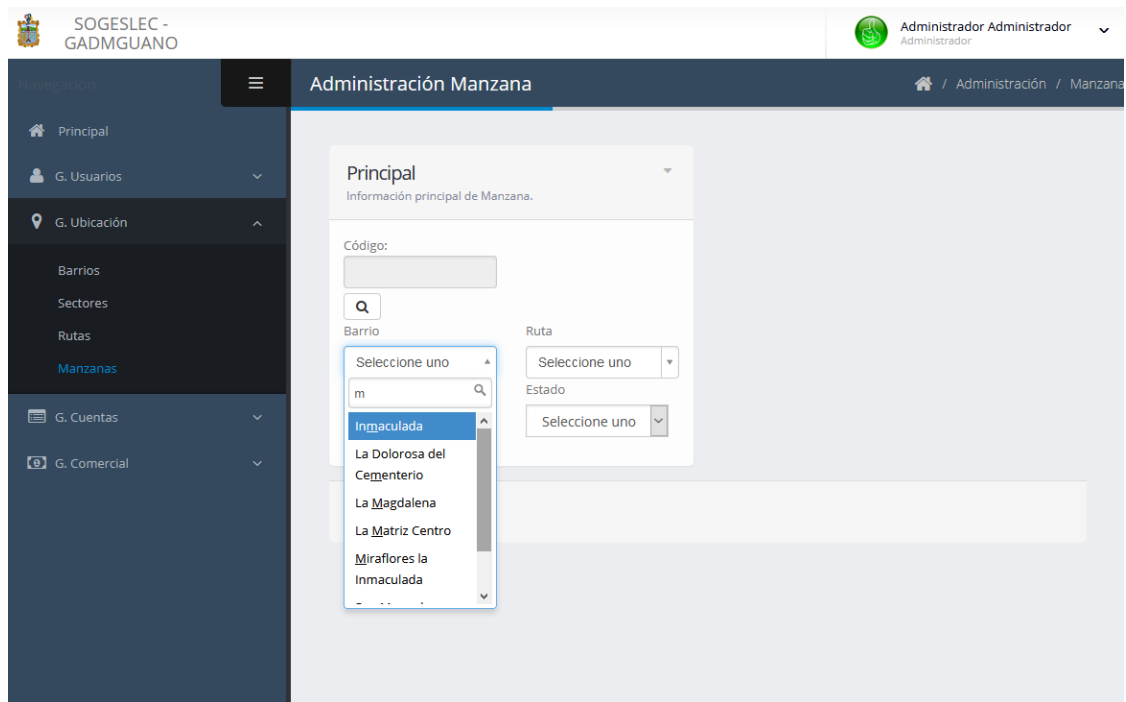 SOGESLEC -
GADMGUANO
Administrador Administrador
Administrador
Navegación
Administración Manzana
/ Administración / Manzana
Principal
G. Usuarios
G. Ubicación
Barrios
Sectores
Rutas
Manzanas
G. Cuentas
G. Comercial
Principal
Información principal de Manzana.
Código:
Barrio
Ruta
Seleccione uno
Seleccione uno
m
Estado
Seleccione uno
Inmaculada
La Dolorosa del
Cementerio
La Magdalena
La Matriz Centro
Miraflores la
Inmaculada